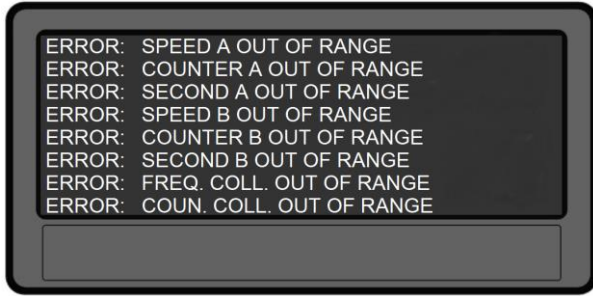 ERROR: SPEED A OUT OF RANGE
ERROR: COUNTER A OUT OF RANGE
ERROR: SECOND A OUT OF RANGE
ERROR: SPEED B OUT OF RANGE
ERROR: COUNTER B OUT OF RANGE
ERROR: SECOND B OUT OF RANGE
ERROR: FREQ. COLL. OUT OF RANGE
ERROR: COUN. COLL. OUT OF RANGE